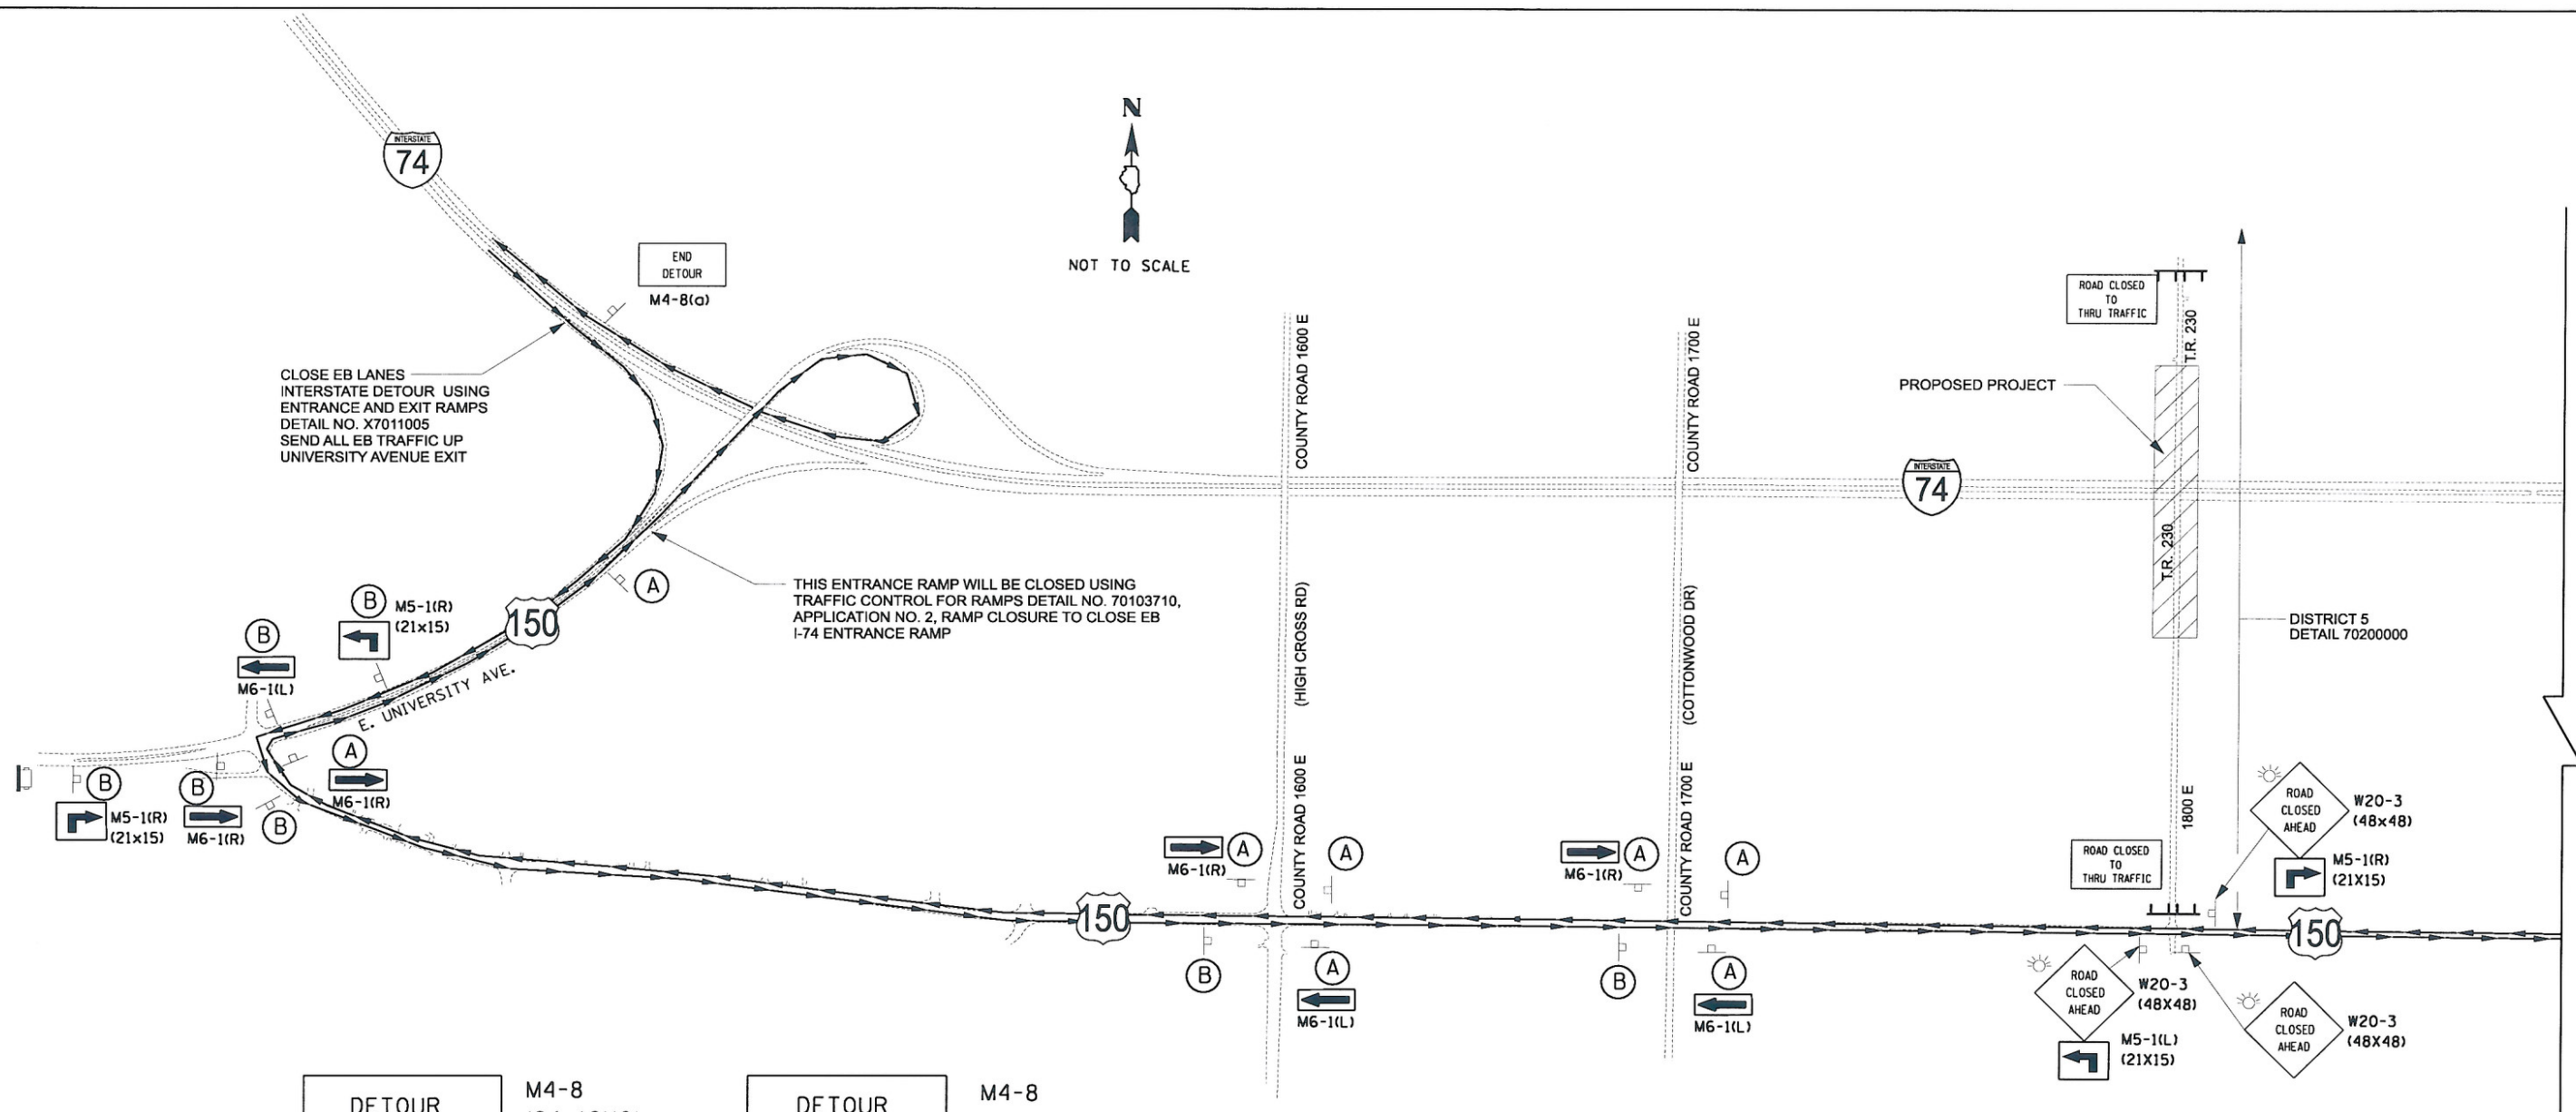 INTERSTATE
74
N
NOT TO SCALE
END
DETOUR
M4-8(a)
CLOSE EB LANES
INTERSTATE DETOUR USING
ENTRANCE AND EXIT RAMPS
DETAIL NO. X7011005
SEND ALL EB TRAFFIC UP
UNIVERSITY AVENUE EXIT
COUNTY ROAD 1600 E
COUNTY ROAD 1700 E
ROAD CLOSED
TO
THRU TRAFFIC
T.R. 230
PROPOSED PROJECT
INTERSTATE
74
T.R. 230
THIS ENTRANCE RAMP WILL BE CLOSED USING
TRAFFIC CONTROL FOR RAMPS DETAIL NO. 70103710,
APPLICATION NO. 2, RAMP CLOSURE TO CLOSE EB
I-74 ENTRANCE RAMP
A
B
M5-1(R)
(21x15)
150
B
M6-1(L)
E. UNIVERSITY AVE.
(HIGH CROSS RD)
(COTTONWOOD DR)
DISTRICT 5
DETAIL 70200000
A
M6-1(R)
B
M5-1(R)
(21x15)
B
M6-1(R)
B
COUNTY ROAD 1600 E
COUNTY ROAD 1700 E
1800 E
A
M6-1(R)
A
A
M6-1(R)
A
ROAD CLOSED
TO
THRU TRAFFIC
ROAD
CLOSED
AHEAD
W20-3
(48x48)
M5-1(R)
(21X15)
150
150
B
A
M6-1(L)
B
A
M6-1(L)
ROAD
CLOSED
AHEAD
W20-3
(48X48)
M5-1(L)
(21X15)
ROAD
CLOSED
AHEAD
W20-3
(48X48)
DETOUR
M4-8
DETOUR
M4-8